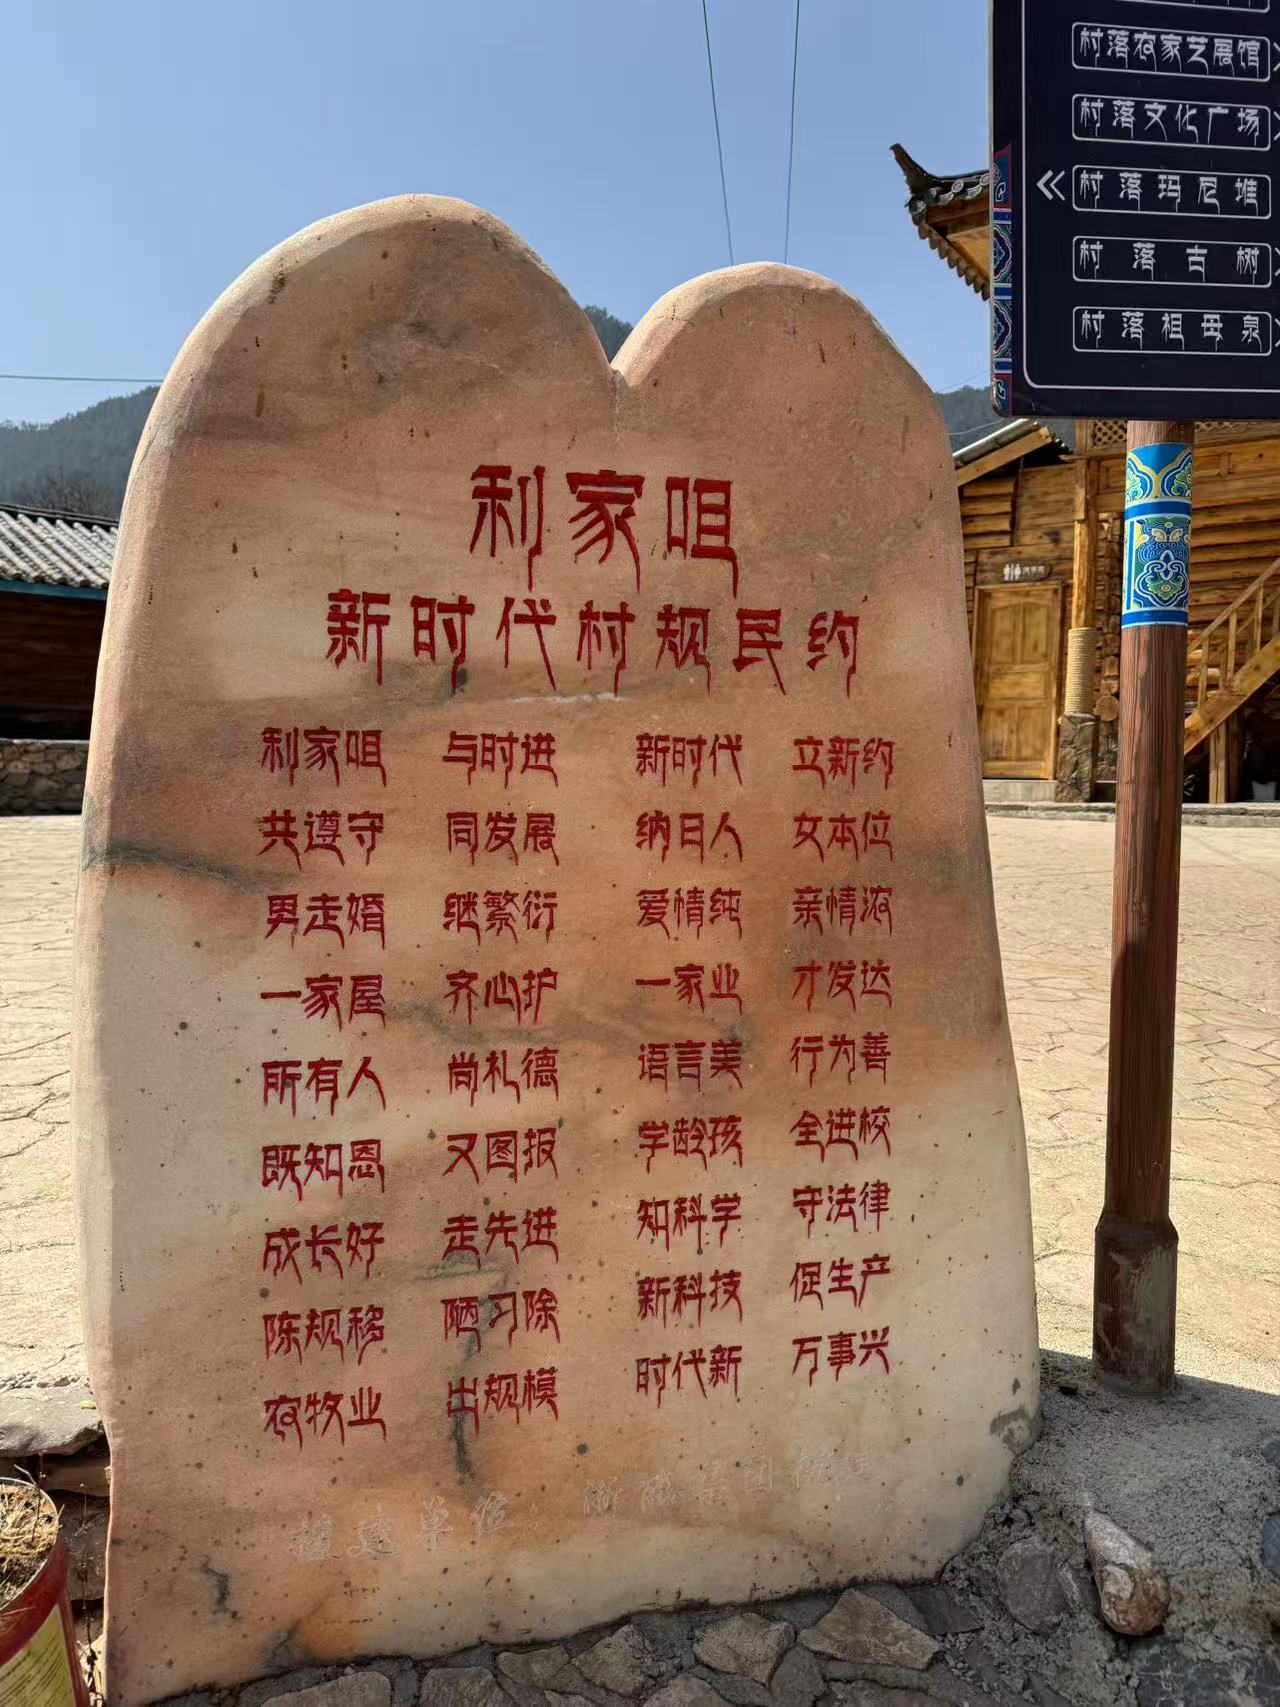 利家咀
新时代村规民约
利家咀 与时进 新时代 立新约
共遵守 同发展 纳日人 女本位
男走婚 继繁衍 爱情纯 亲情浓
一家屋 齐心护 一家业 才发达
所有人 尚礼德 语言美 行为善
既知恩 又图报 学龄孩 全进校
成长好 走先进 知科学 守法律
陈规移 陋习除 新科技 促生产
农牧业 出规模 时代新 万事兴
援建单位：浙
村落农家艺展馆
村落文化广场
村落玛尼堆
村落古树
村落祖母泉